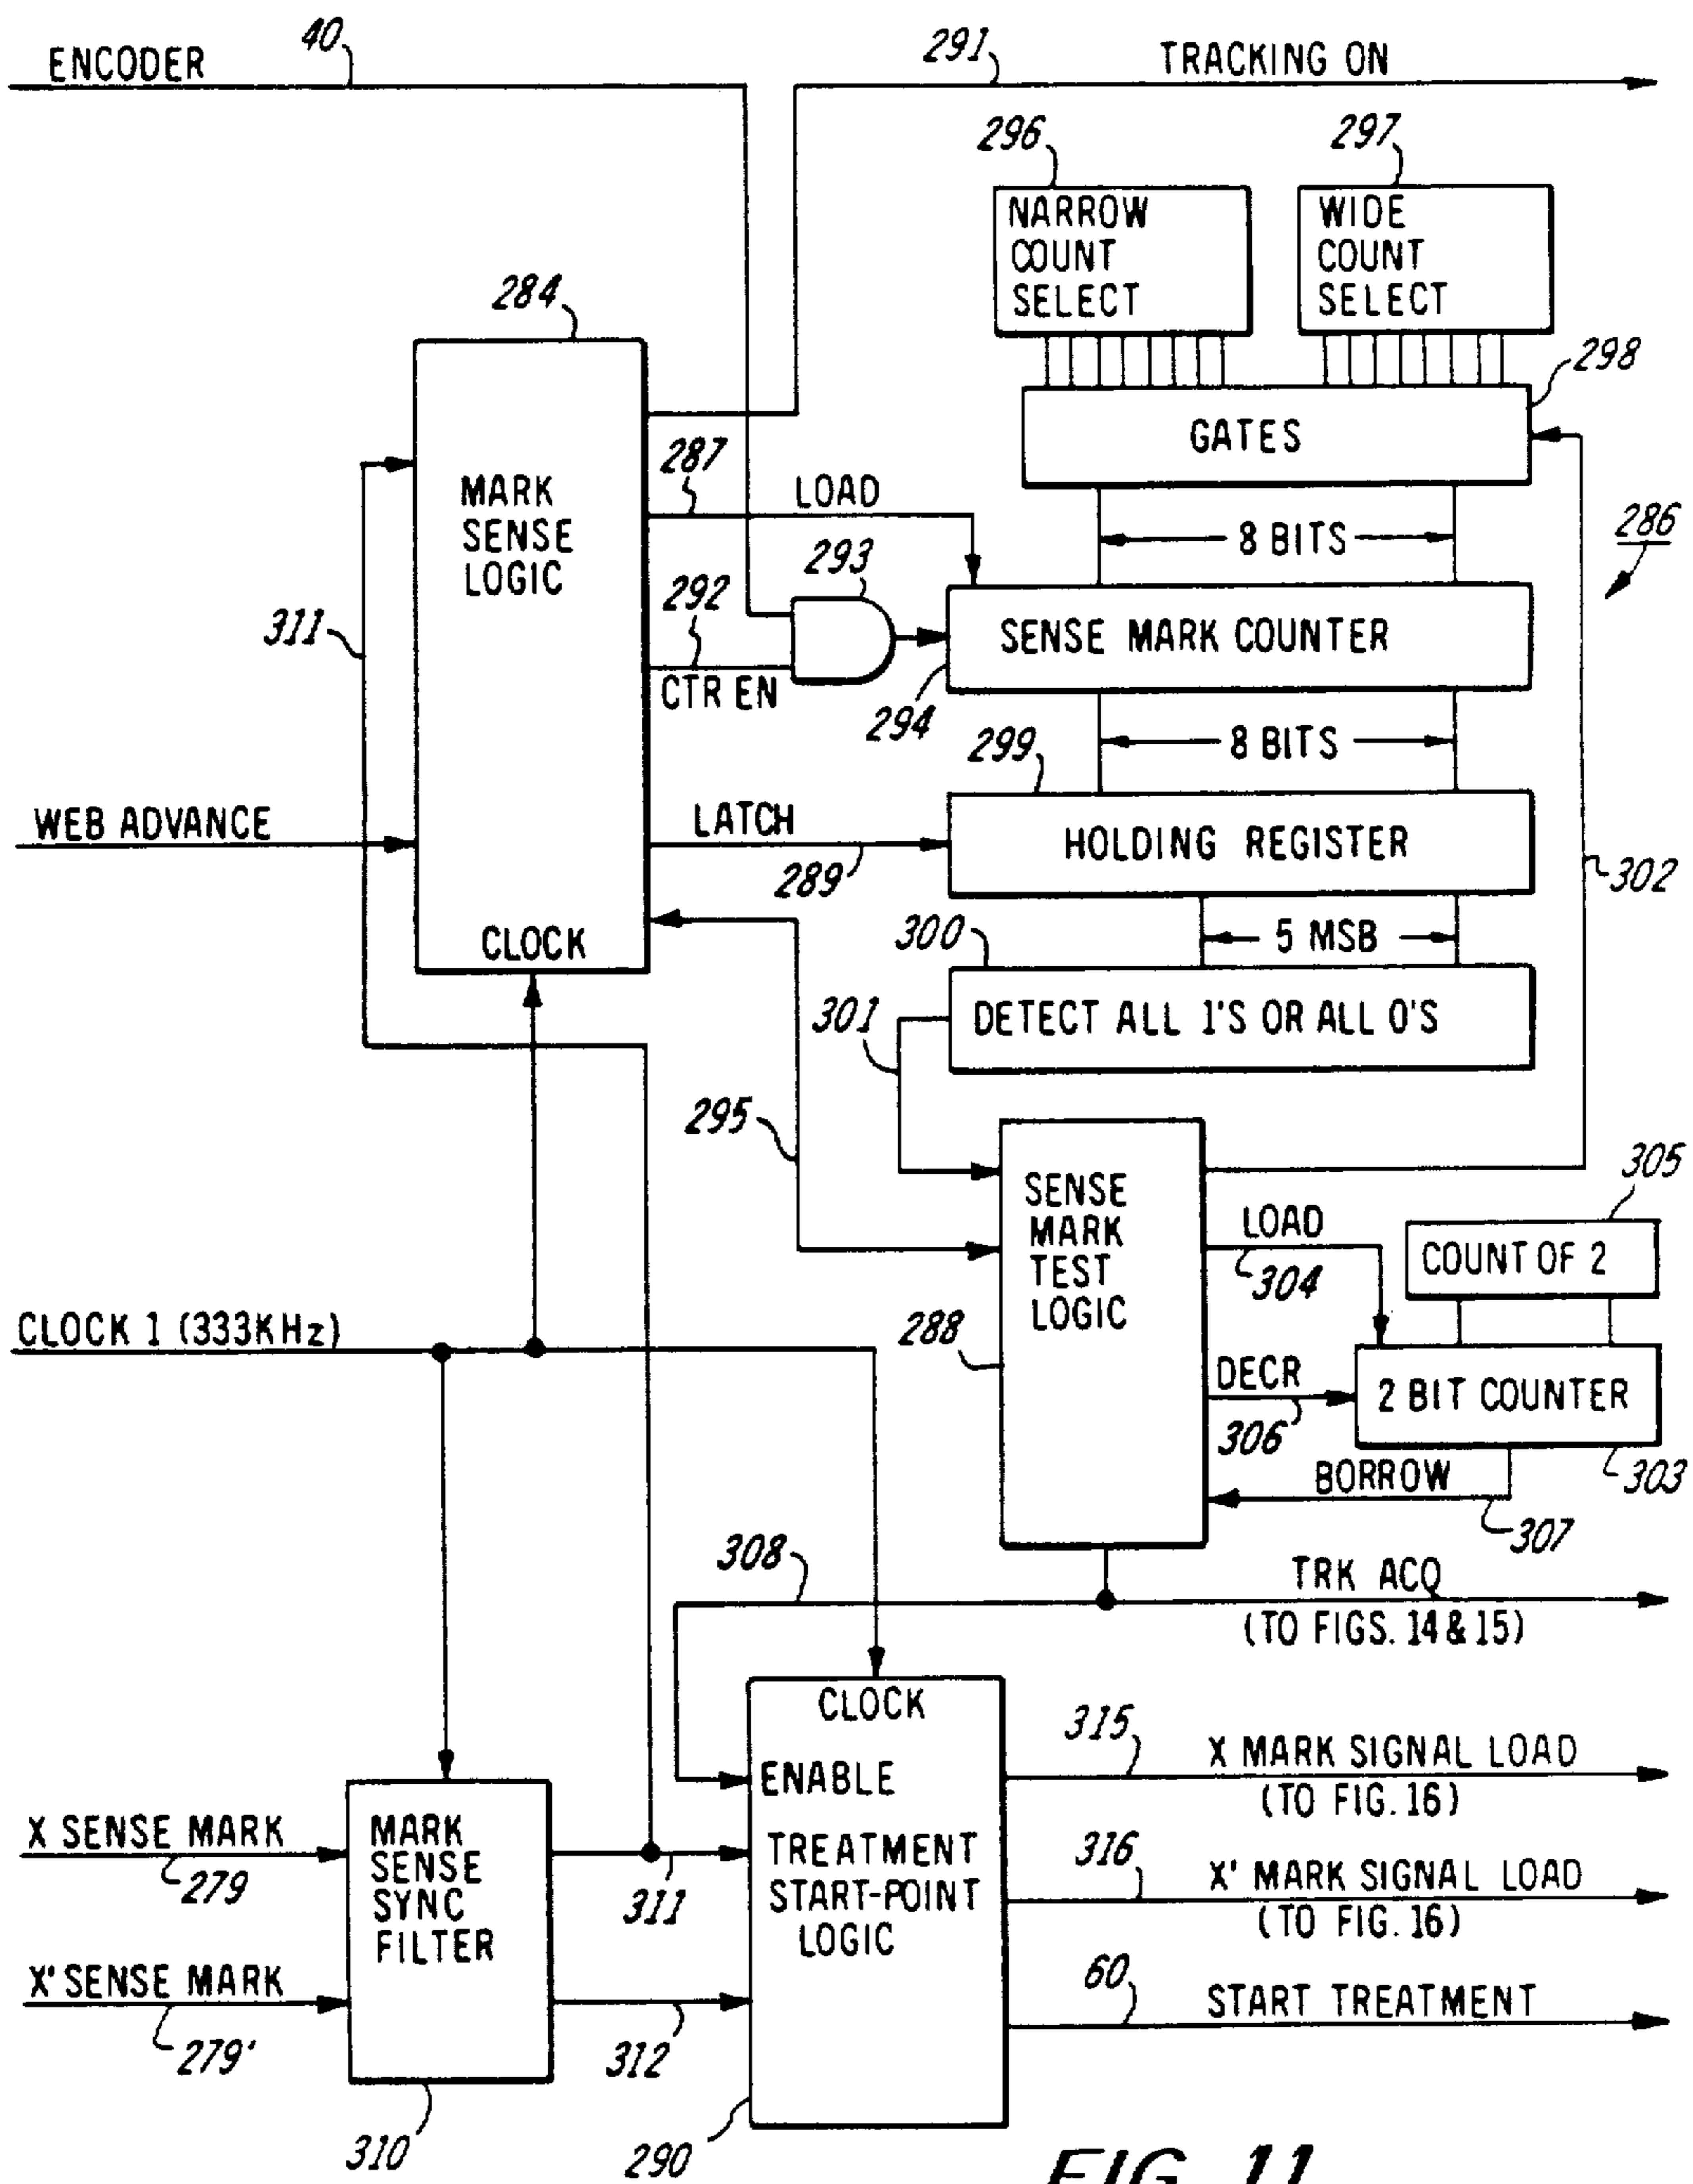 ENCODER
40
291
TRACKING ON
296
297
NARROW
COUNT
SELECT
WIDE
COUNT
SELECT
284
298
GATES
MARK
SENSE
LOGIC
287
LOAD
8 BITS
286
293
292
CTR EN
SENSE MARK COUNTER
311
294
8 BITS
299
WEB ADVANCE
LATCH
289
HOLDING REGISTER
302
CLOCK
300
5 MSB
301
DETECT ALL 1'S OR ALL 0'S
295
SENSE
MARK
TEST
LOGIC
305
LOAD
304
COUNT OF 2
CLOCK 1 (333KHz)
288
DECR
306
2 BIT COUNTER
BORROW
303
307
308
TRK ACQ
(TO FIGS. 14 & 15)
CLOCK
ENABLE
315
X MARK SIGNAL LOAD
(TO FIG. 16)
X SENSE MARK
279
MARK
SENSE
SYNC
FILTER
311
TREATMENT
START-POINT
LOGIC
316
X' MARK SIGNAL LOAD
(TO FIG. 16)
X' SENSE MARK
279'
312
60
START TREATMENT
310
290
FIG. 11